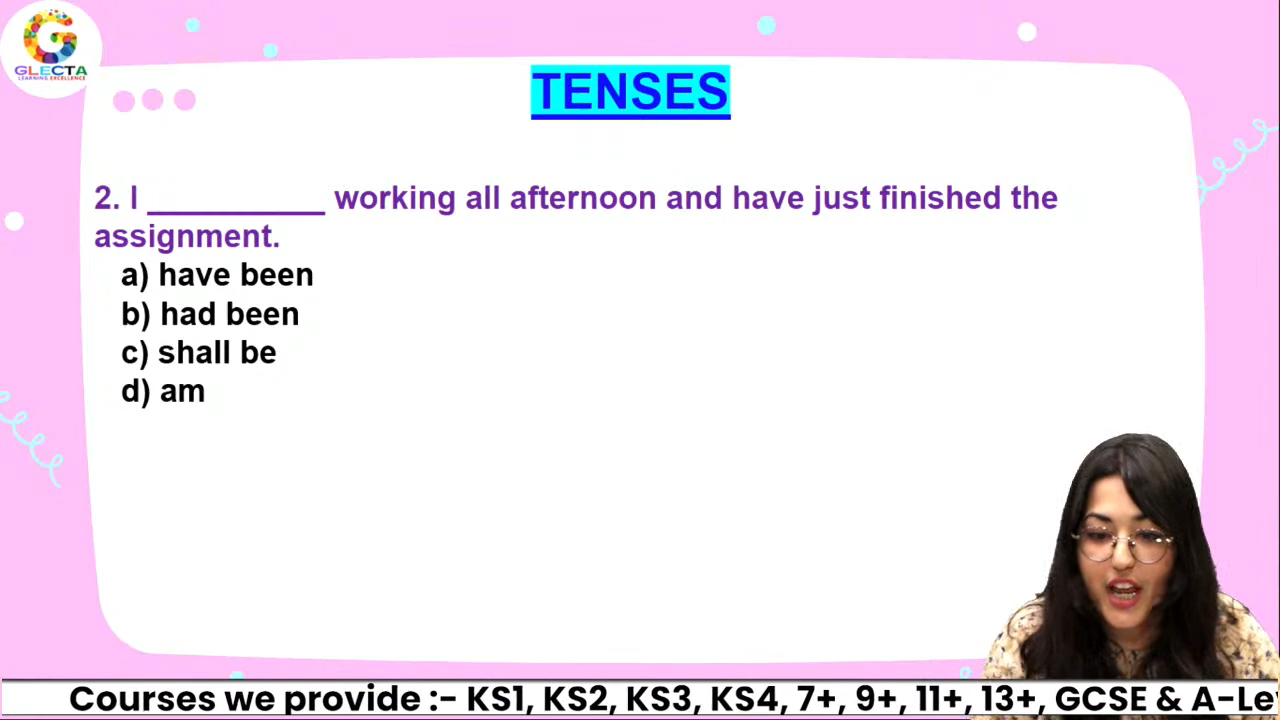 GLECTA
LEARNING EXCELLENCE
TENSES
2. I __________ working all afternoon and have just finished the
assignment.
a) have been
b) had been
c) shall be
d) am
Courses we provide :- KS1, KS2, KS3, KS4, 7+, 9+, 11+, 13+, GCSE & A-Le